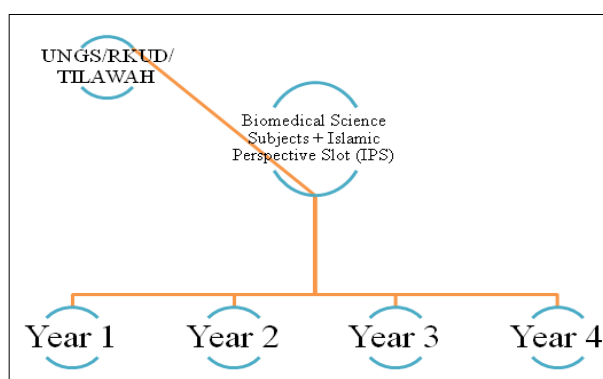 UNGS/RKUD/
TILAWAH
Biomedical Science
Subjects + Islamic
Perspective Slot (IPS)
Year 1
Year 2
Year 3
Year 4